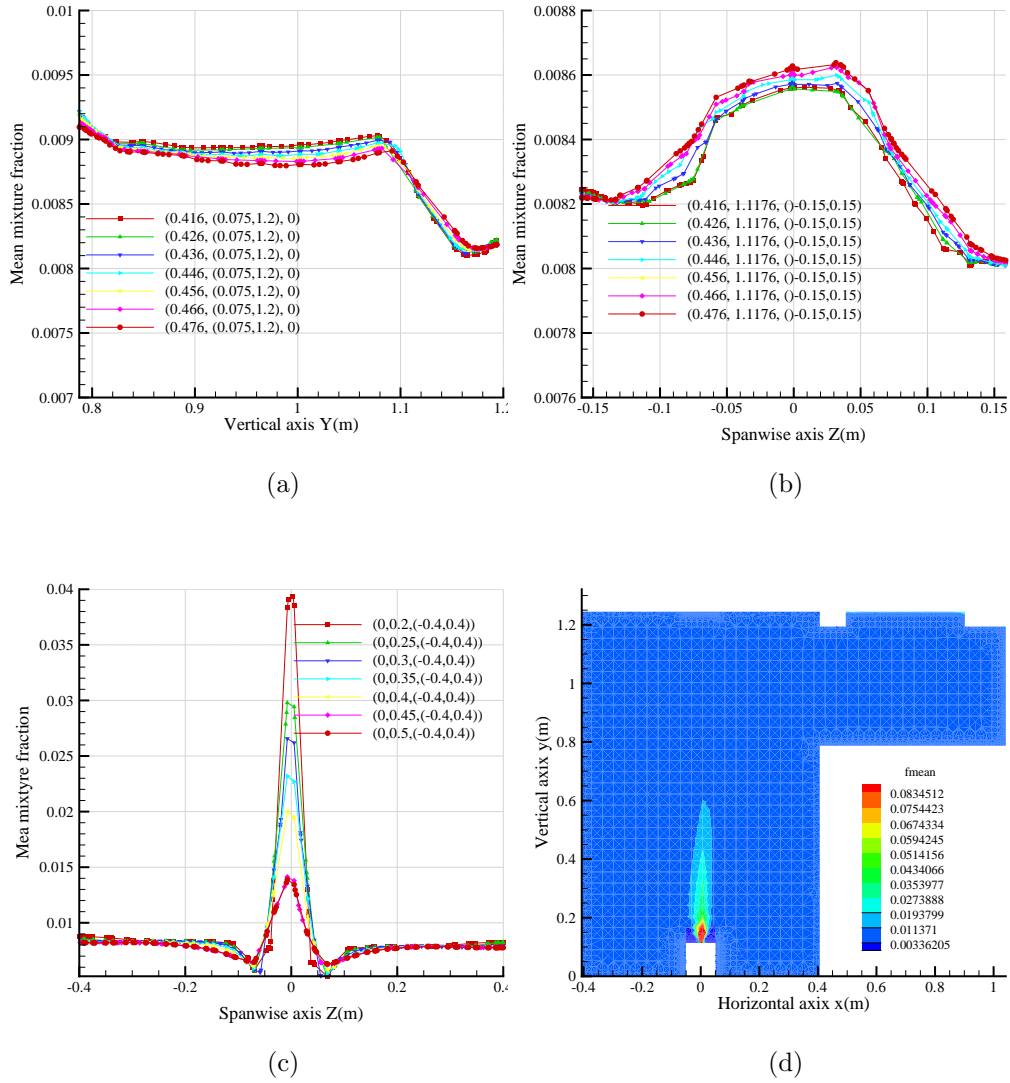 0.01
0.0095
0.009
0.0085
0.008
0.0075
0.007
Mean mixture fraction
(0.416, (0.075,1.2), 0)
(0.426, (0.075,1.2), 0)
(0.436, (0.075,1.2), 0)
(0.446, (0.075,1.2), 0)
(0.456, (0.075,1.2), 0)
(0.466, (0.075,1.2), 0)
(0.476, (0.075,1.2), 0)
0.8 0.9 1 1.1
Vertical axis Y(m)
(a)
0.0088
0.0086
0.0084
0.0082
0.008
0.0078
0.0076
Mean mixture fraction
(0.416, 1.1176, ()-0.15,0.15)
(0.426, 1.1176, ()-0.15,0.15)
(0.436, 1.1176, ()-0.15,0.15)
(0.446, 1.1176, ()-0.15,0.15)
(0.456, 1.1176, ()-0.15,0.15)
(0.466, 1.1176, ()-0.15,0.15)
(0.476, 1.1176, ()-0.15,0.15)
-0.15 -0.1 -0.05 0 0.05 0.1 0.15
Spanwise axis Z(m)
(b)
0.04
0.035
0.03
0.025
0.02
0.015
0.01
Mea mixtyre fraction
(0,0.2,(-0.4,0.4))
(0,0.25,(-0.4,0.4))
(0,0.3,(-0.4,0.4))
(0,0.35,(-0.4,0.4))
(0,0.4,(-0.4,0.4))
(0,0.45,(-0.4,0.4))
(0,0.5,(-0.4,0.4))
-0.4 -0.2 0 0.2
Spanwise axis Z(m)
(c)
1.2
1
0.8
0.6
0.4
0.2
0
Vertical axix y(m)
fmean
0.0834512
0.0754423
0.0674334
0.0594245
0.0514156
0.0434066
0.0353977
0.0273888
0.0193799
0.011371
0.00336205
-0.4 -0.2 0 0.2 0.4 0.6 0.8 1
Horizontal axix x(m)
(d)